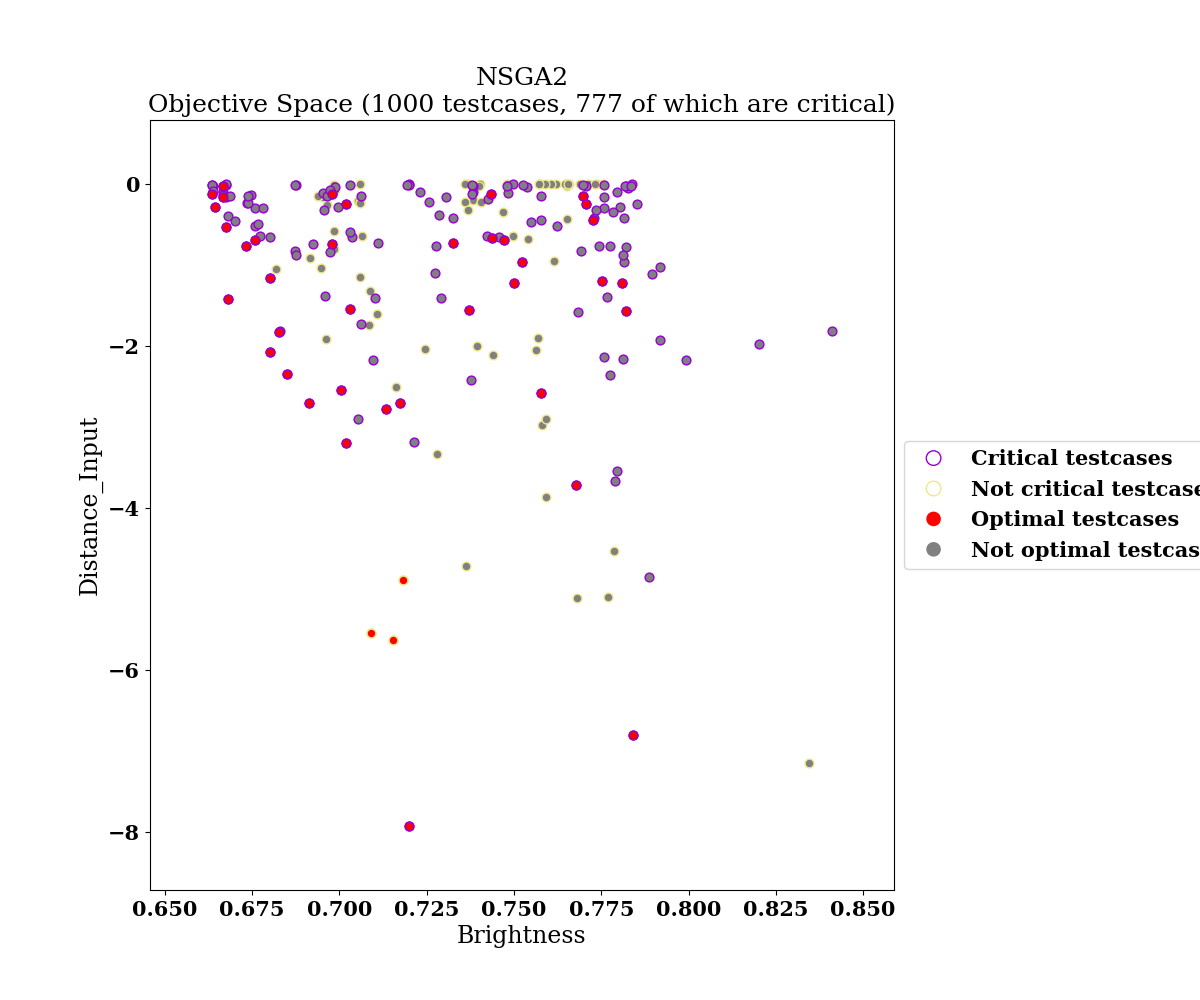 NSGA2
Objective Space (1000 testcases, 777 of which are critical)
Distance_Input
0
−2
−4
−6
−8
0.650 0.675 0.700 0.725 0.750 0.775 0.800 0.825 0.850
Brightness
Critical testcases
Not critical testcase
Optimal testcases
Not optimal testcas